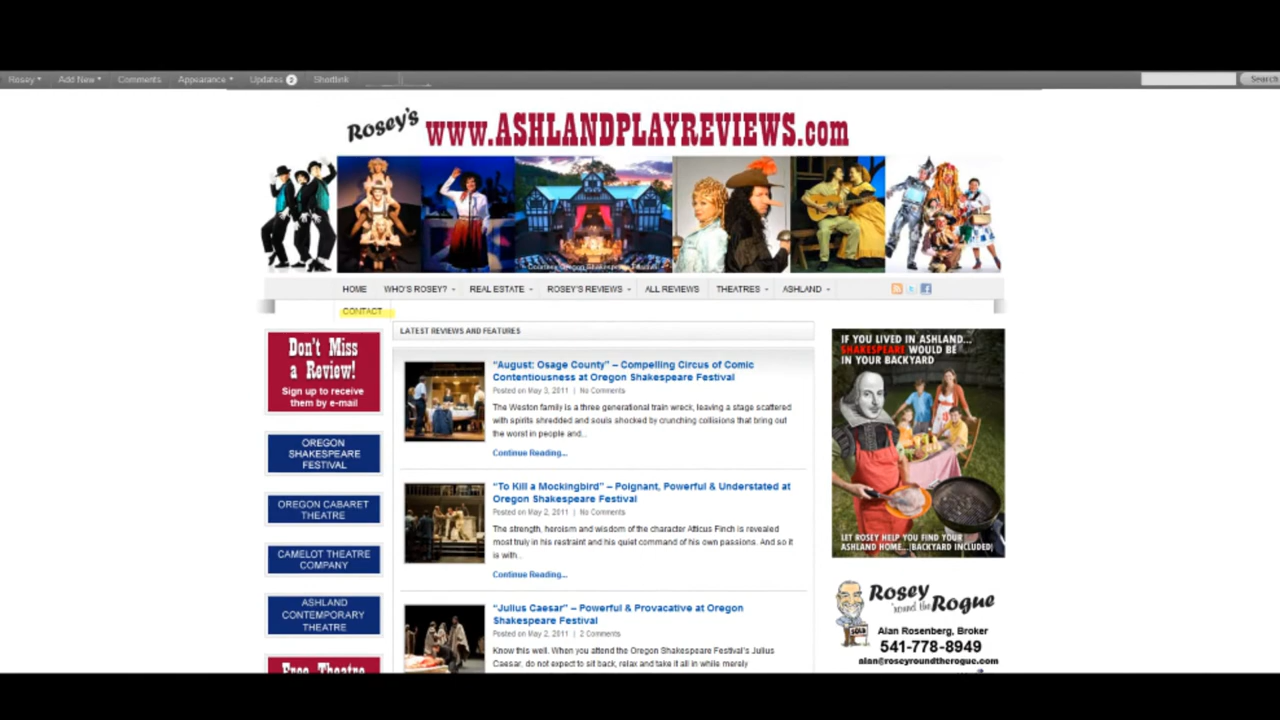 Rosey Add New Comments Appearance Updates 2 Shortlink Search
Rosey's www.ASHLANDPLAYREVIEWS.com
HOME WHO'S ROSEY? REAL ESTATE ROSEY'S REVIEWS ALL REVIEWS THEATRES ASHLAND
CONTACT
Don't Miss
a Review!
Sign up to receive
them by e-mail
OREGON
SHAKESPEARE
FESTIVAL
OREGON CABARET
THEATRE
CAMELOT THEATRE
COMPANY
ASHLAND
CONTEMPORARY
THEATRE
Free Theatre
LATEST REVIEWS AND FEATURES
"August: Osage County" – Compelling Circus of Comic
Contentiousness at Oregon Shakespeare Festival
Posted on May 3, 2011 | No Comments
The Weston family is a three generational train wreck, leaving a stage scattered
with spirits shredded and souls shocked by crunching collisions that bring out
the worst in people and...
Continue Reading...
"To Kill a Mockingbird" – Poignant, Powerful & Understated at
Oregon Shakespeare Festival
Posted on May 2, 2011 | No Comments
The strength, heroism and wisdom of the character Atticus Finch is revealed
most truly in his restraint and his quiet command of his own passions. And so it
is with...
Continue Reading...
"Julius Caesar" – Powerful & Provacative at Oregon
Shakespeare Festival
Posted on May 2, 2011 | 2 Comments
Know this well. When you attend the Oregon Shakespeare Festival's Julius
Caesar, do not expect to sit back, relax and take it all in while merely
IF YOU LIVED IN ASHLAND...
SHAKESPEARE WOULD BE
IN YOUR BACKYARD
LET ROSEY HELP YOU FIND YOUR
ASHLAND HOME...(BACKYARD INCLUDED)
Rosey
'round the Rogue
SOLD
Alan Rosenberg, Broker
541-778-8949
alan@roseyroundtherogue.com